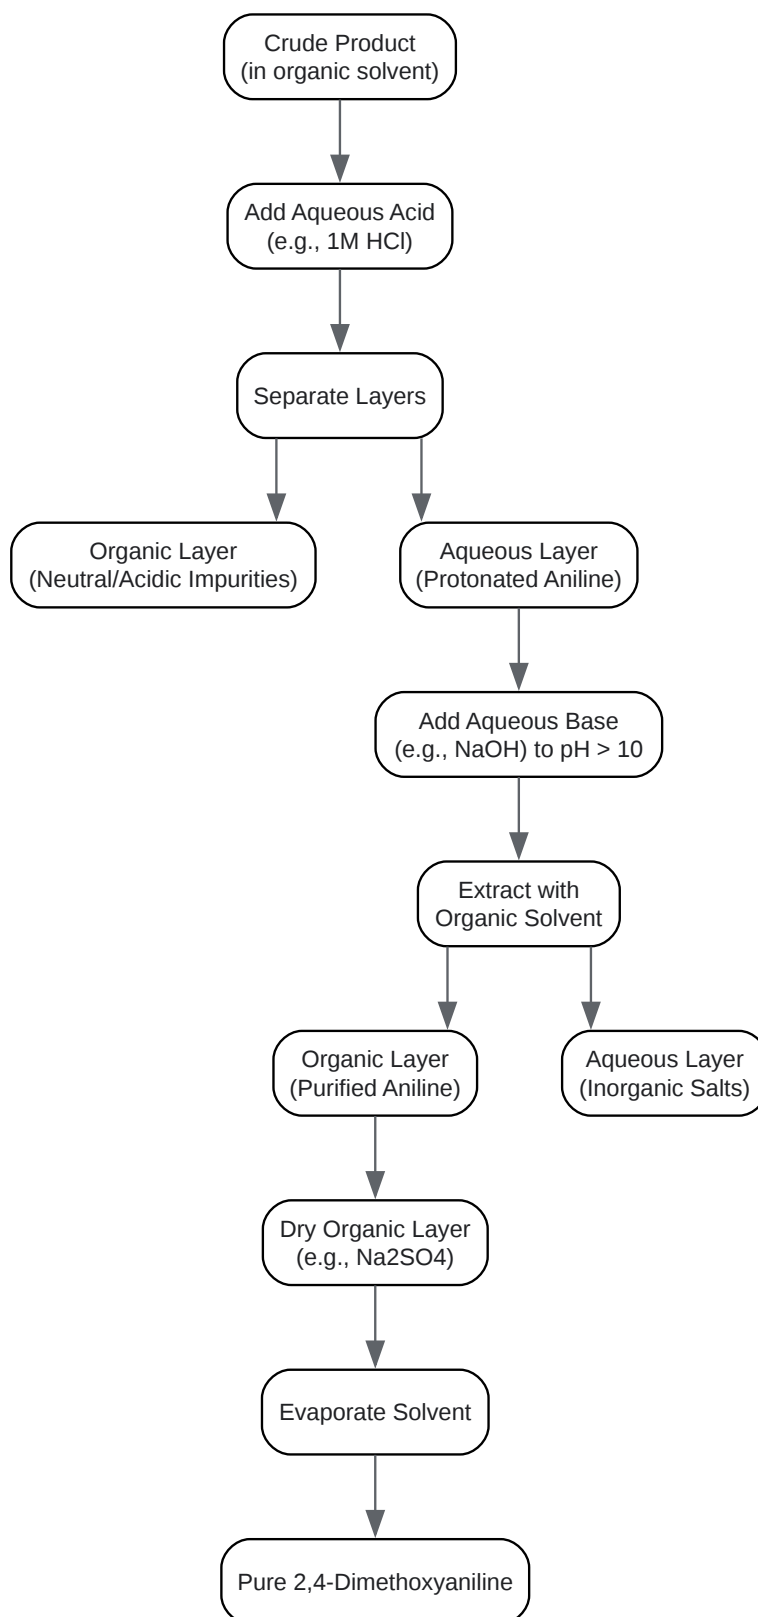 Crude Product
(in organic solvent)
Add Aqueous Acid
(e.g., 1M HCl)
Separate Layers
Organic Layer
(Neutral/Acidic Impurities)
Aqueous Layer
(Protonated Aniline)
Add Aqueous Base
(e.g., NaOH) to pH > 10
Extract with
Organic Solvent
Organic Layer
(Purified Aniline)
Aqueous Layer
(Inorganic Salts)
Dry Organic Layer
(e.g., Na2SO4)
Evaporate Solvent
Pure 2,4-Dimethoxyaniline